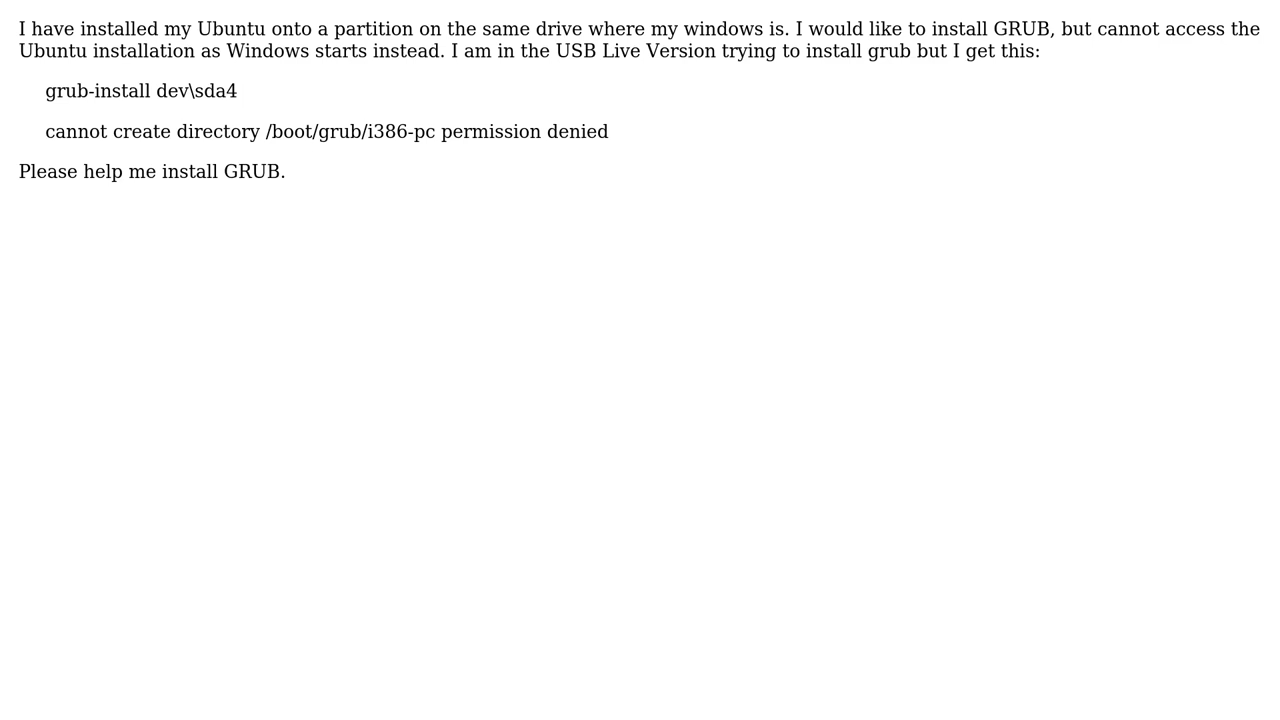 I have installed my Ubuntu onto a partition on the same drive where my windows is. I would like to install GRUB, but cannot access the
Ubuntu installation as Windows starts instead. I am in the USB Live Version trying to install grub but I get this:
grub-install dev\sda4
cannot create directory /boot/grub/i386-pc permission denied
Please help me install GRUB.